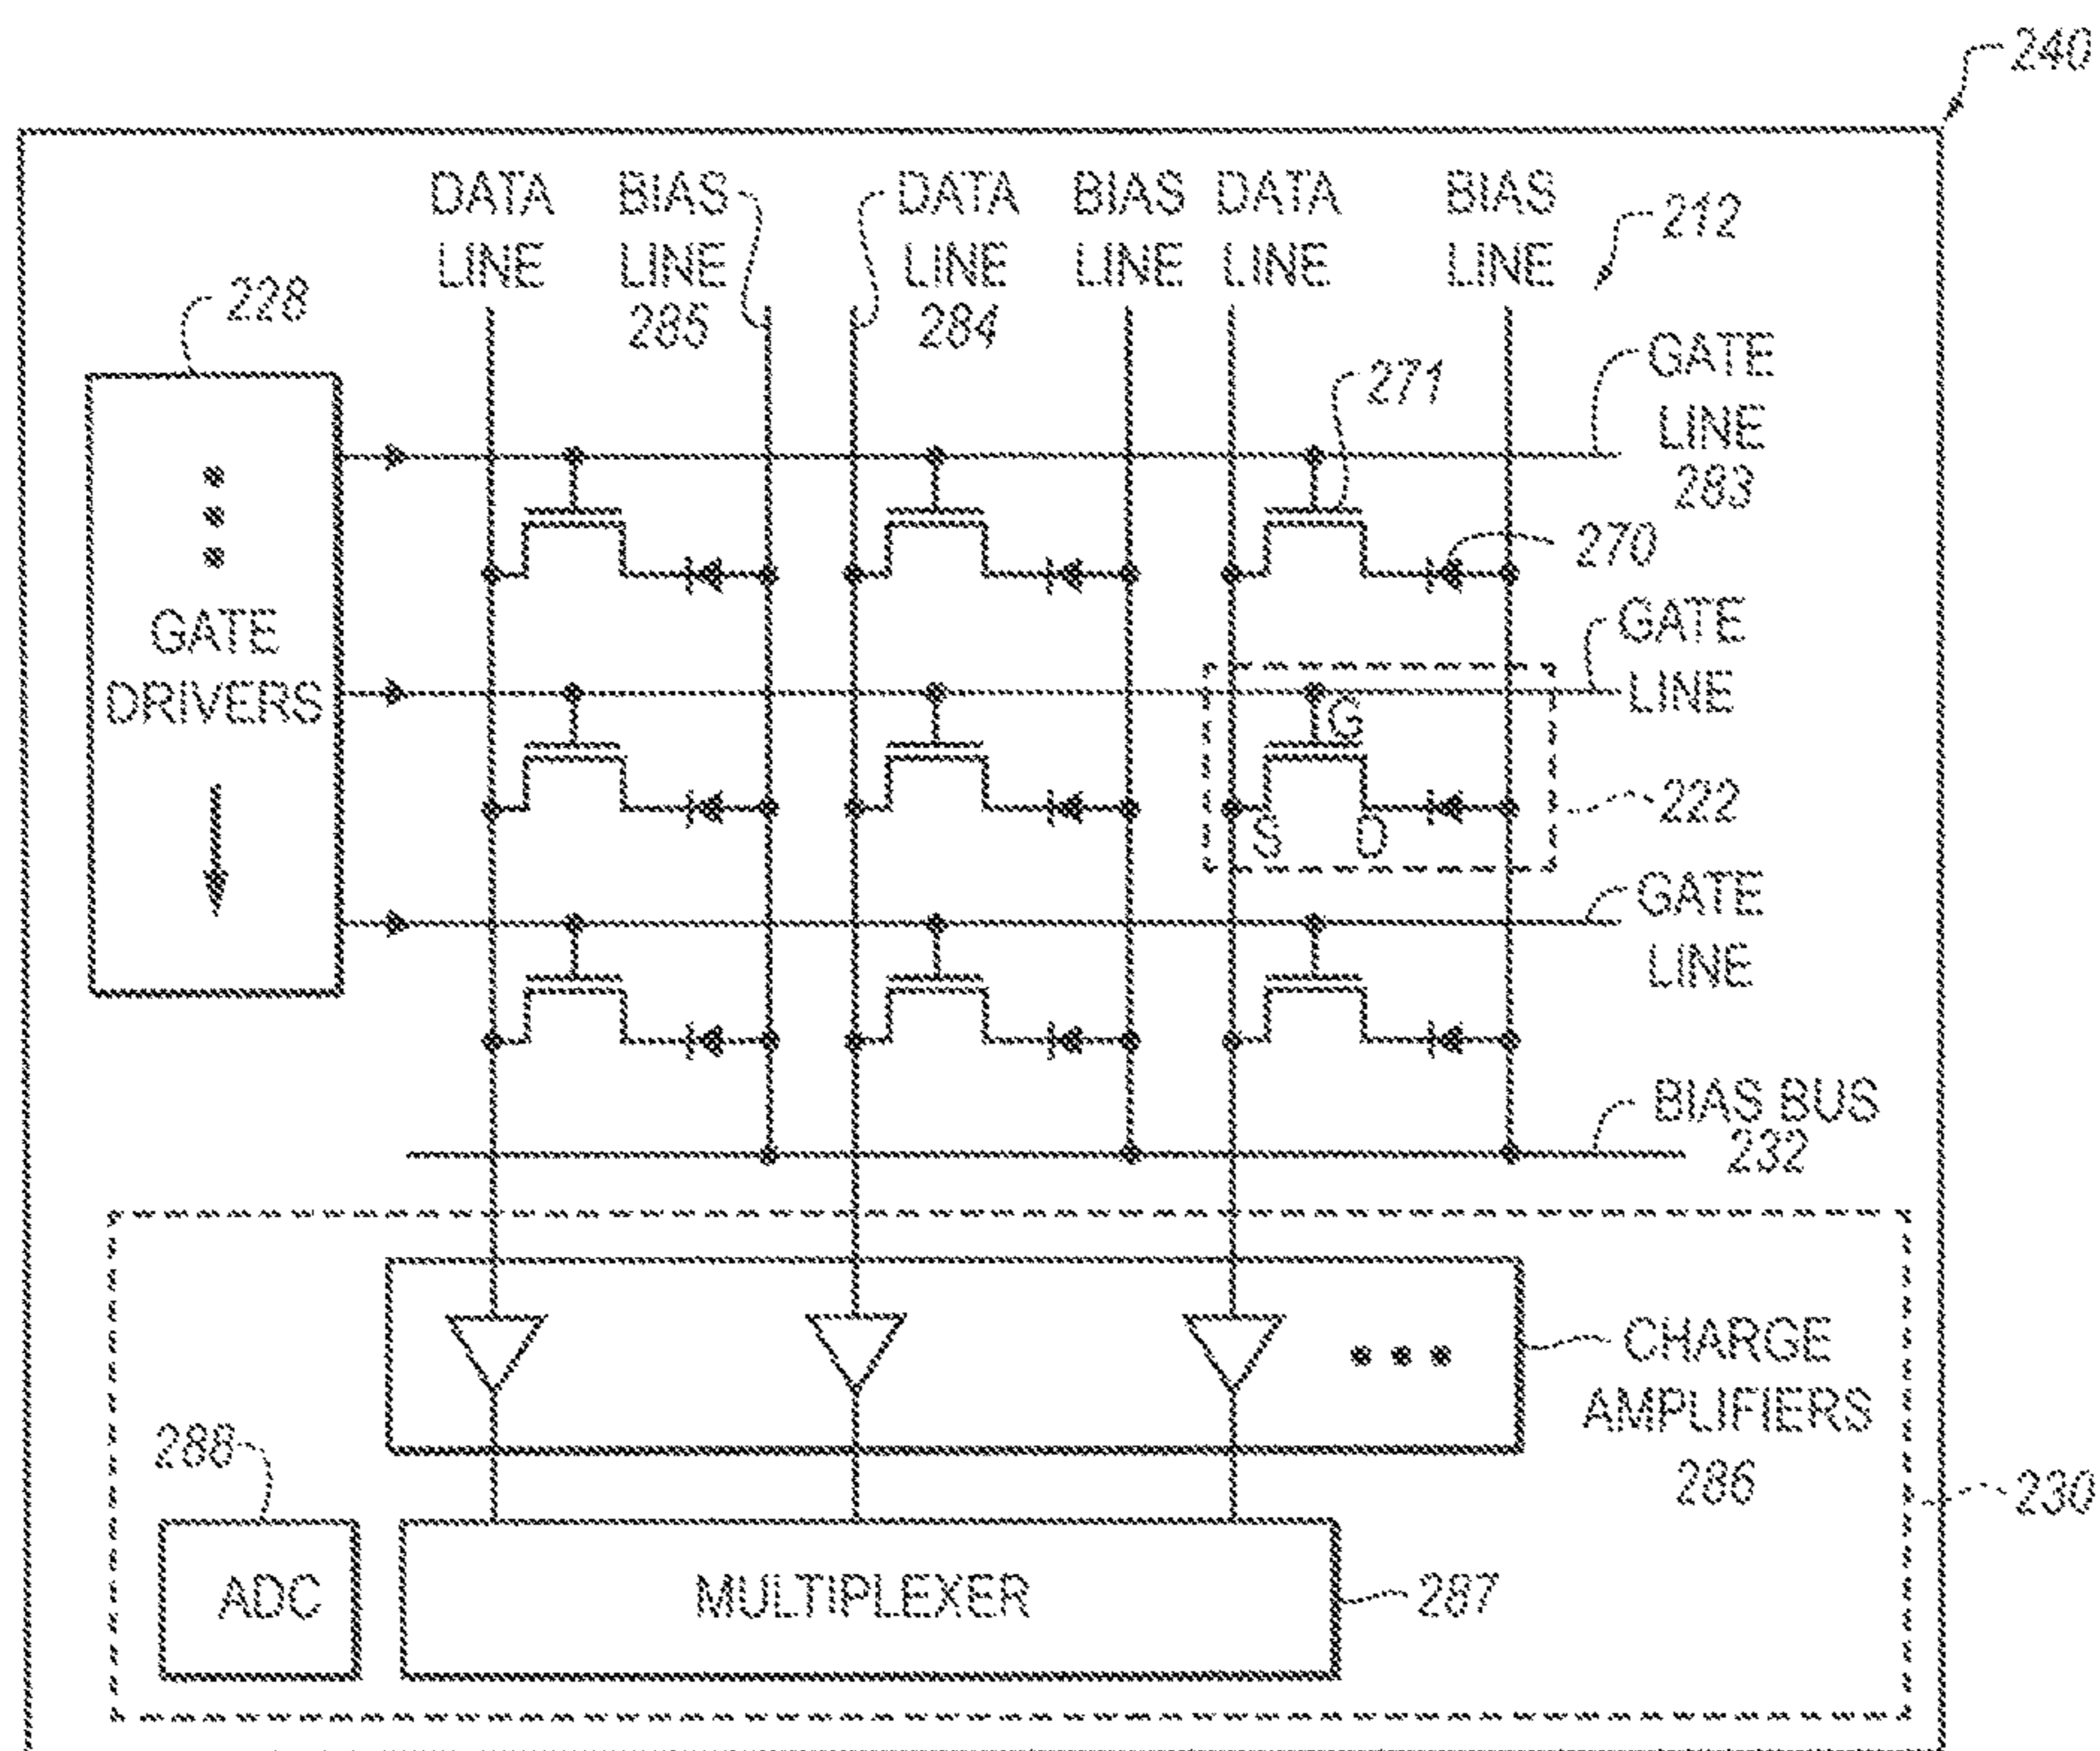 240
DATA LINE
BIAS LINE 285
DATA LINE 284
BIAS LINE
DATA LINE
BIAS LINE
212
228
GATE LINE 283
271
270
GATE DRIVERS
GATE LINE
G
S
D
222
GATE LINE
BIAS BUS 232
CHARGE AMPLIFIERS 286
288
230
ADC
MULTIPLEXER
287